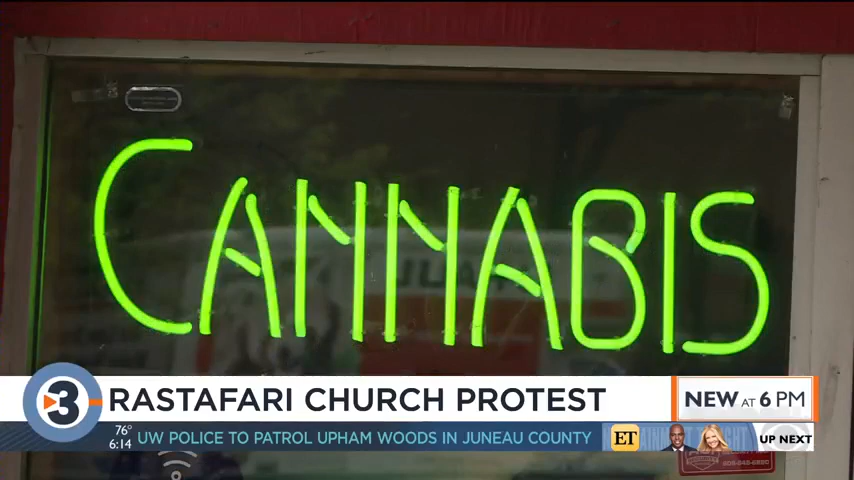 CANNABIS
3
RASTAFARI CHURCH PROTEST
NEW AT 6 PM
76°
6:14
UW POLICE TO PATROL UPHAM WOODS IN JUNEAU COUNTY
ET
UP NEXT